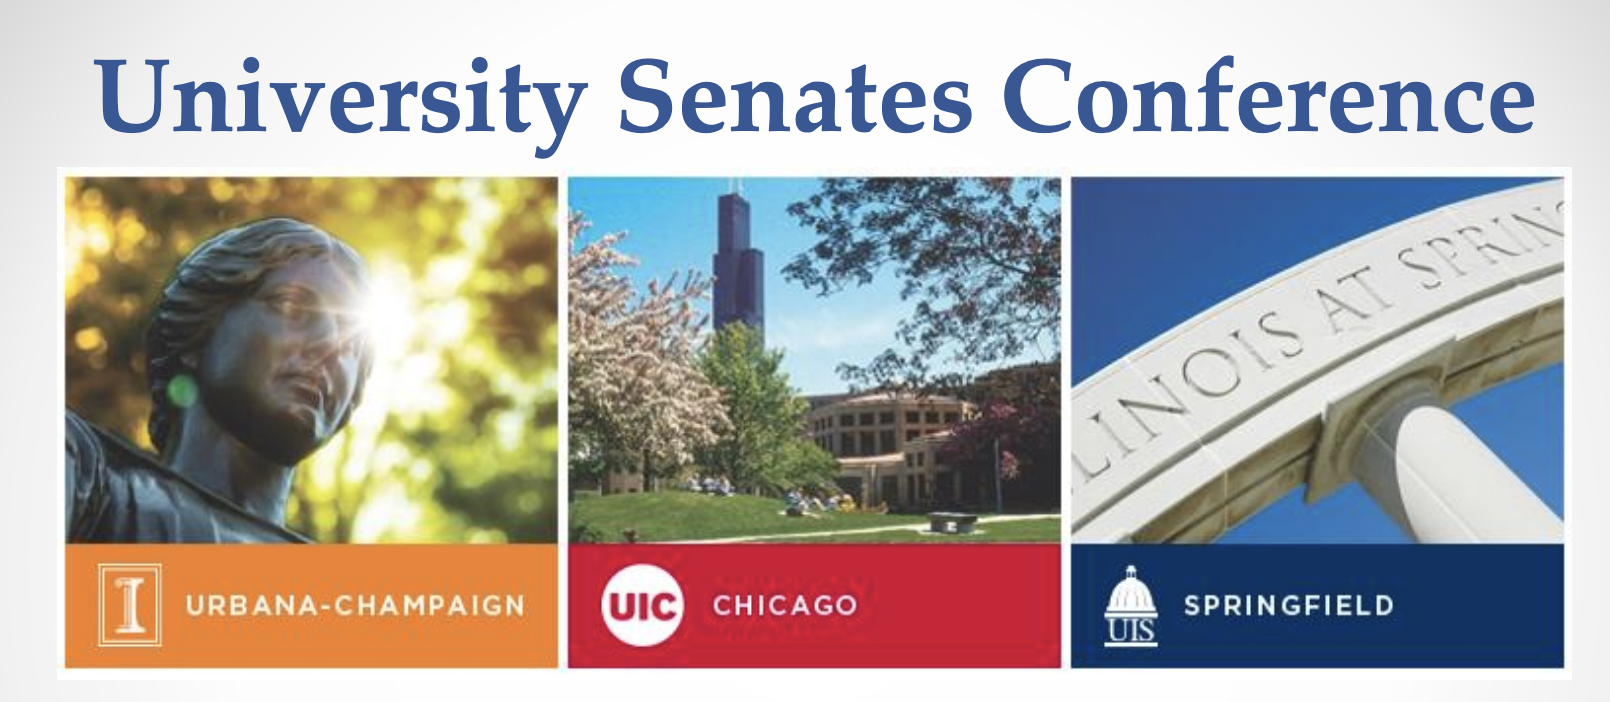 University Senates Conference
LINOIS AT SPRIN
I URBANA-CHAMPAIGN
UIC CHICAGO
UIS SPRINGFIELD